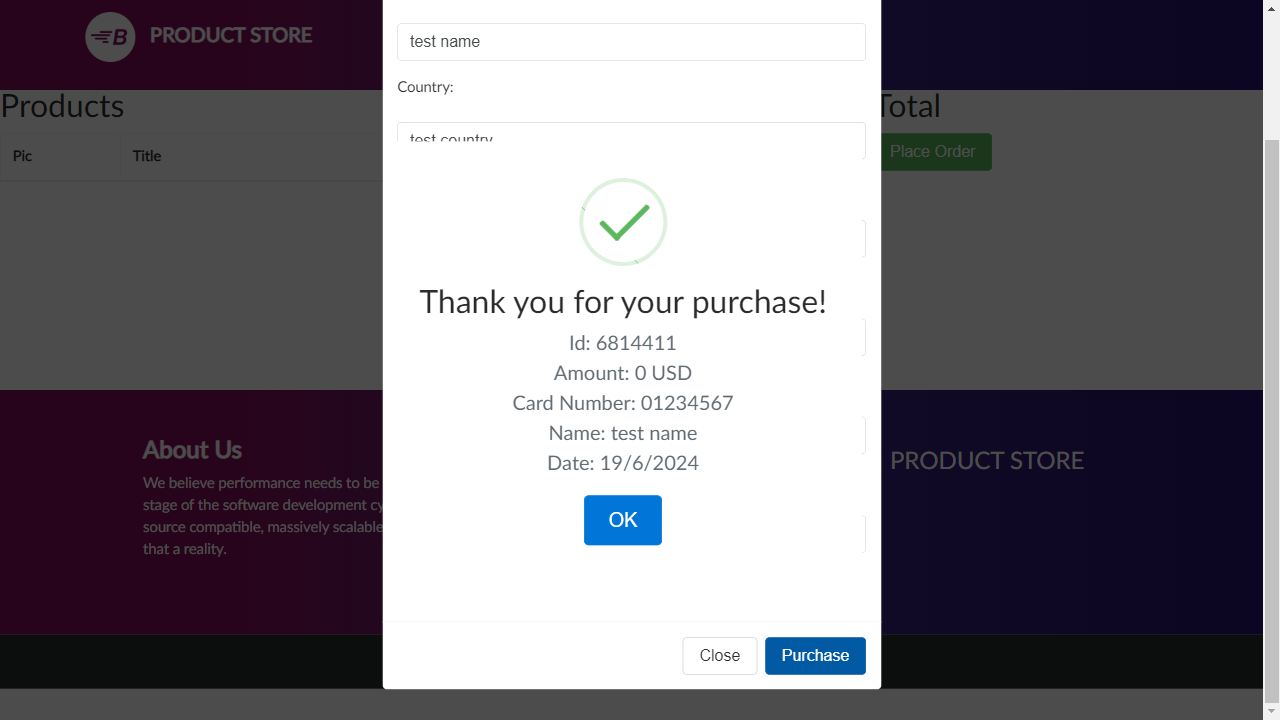 B PRODUCT STORE
test name
Country:
Products
Total
test country
Pic
Title
Place Order
Thank you for your purchase!
Id: 6814411
Amount: 0 USD
Card Number: 01234567
Name: test name
Date: 19/6/2024
OK
About Us
We believe performance needs to be
stage of the software development cy
source compatible, massively scalable
that a reality.
PRODUCT STORE
Close
Purchase